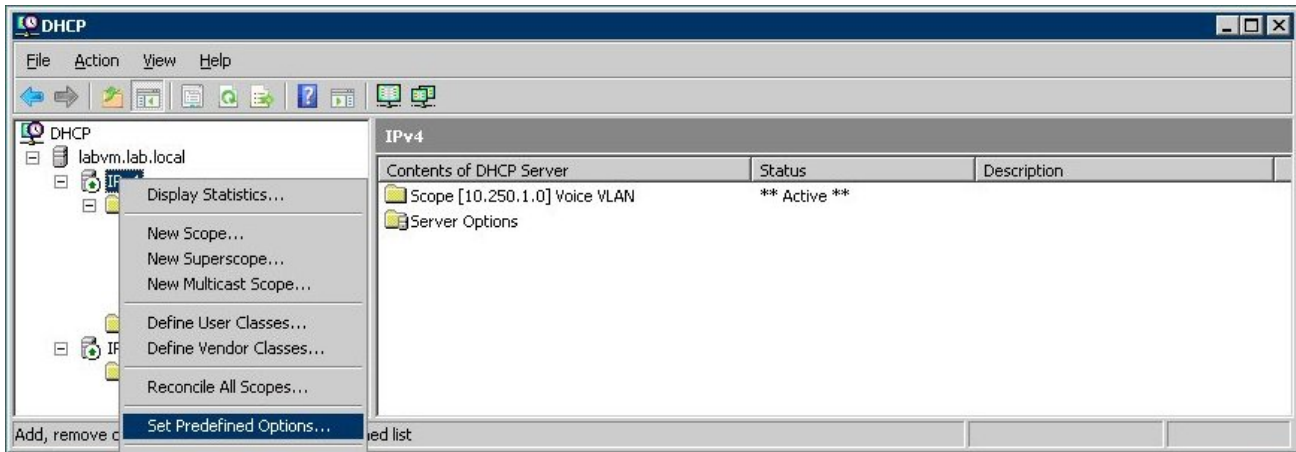 DHCP
File Action View Help
DHCP
labvm.lab.local
IPv4
Contents of DHCP Server Status Description
Scope [10.250.1.0] Voice VLAN ** Active **
Server Options
Display Statistics...
New Scope...
New Superscope...
New Multicast Scope...
Define User Classes...
Define Vendor Classes...
Reconcile All Scopes...
Set Predefined Options...
Add, remove
list